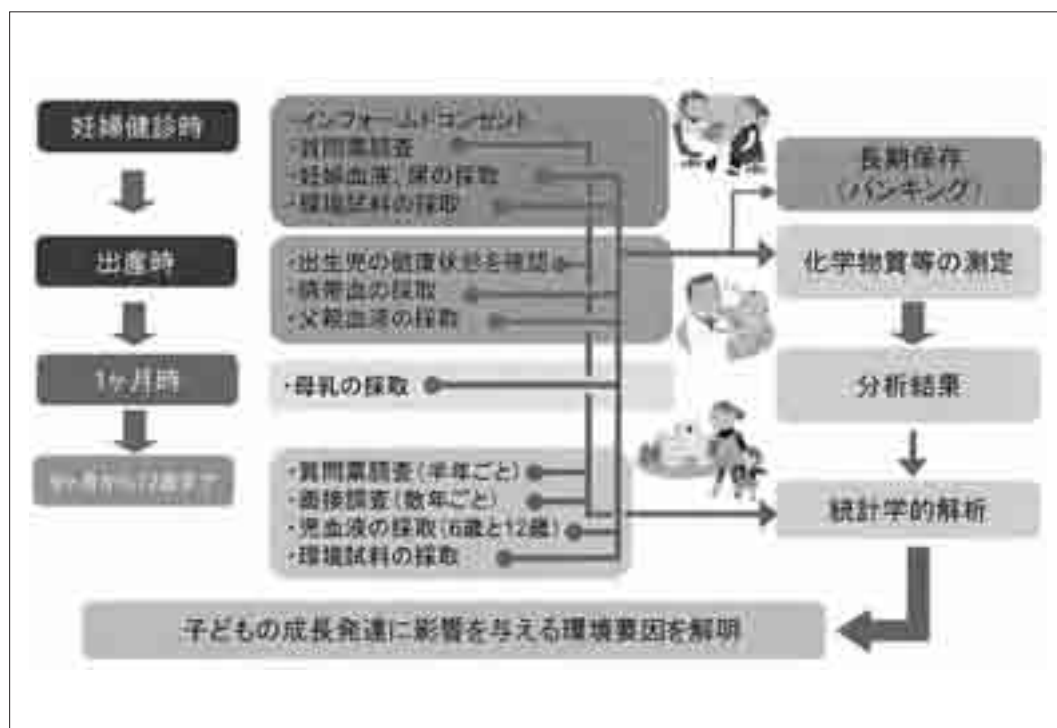 妊婦健診時
・インフォームドコンセント
・質問票調査
・妊婦血液、尿の採取
・環境試料の採取
長期保存
(バンキング)
出産時
・出生児の健康状態を確認
・臍帯血の採取
・父親血液の採取
化学物質等の測定
1ヶ月時
・母乳の採取
分析結果
・質問票調査(半年ごと)
・面接調査(数年ごと)
・児血液の採取(6歳と12歳)
・環境試料の採取
統計学的解析
子どもの成長発達に影響を与える環境要因を解明